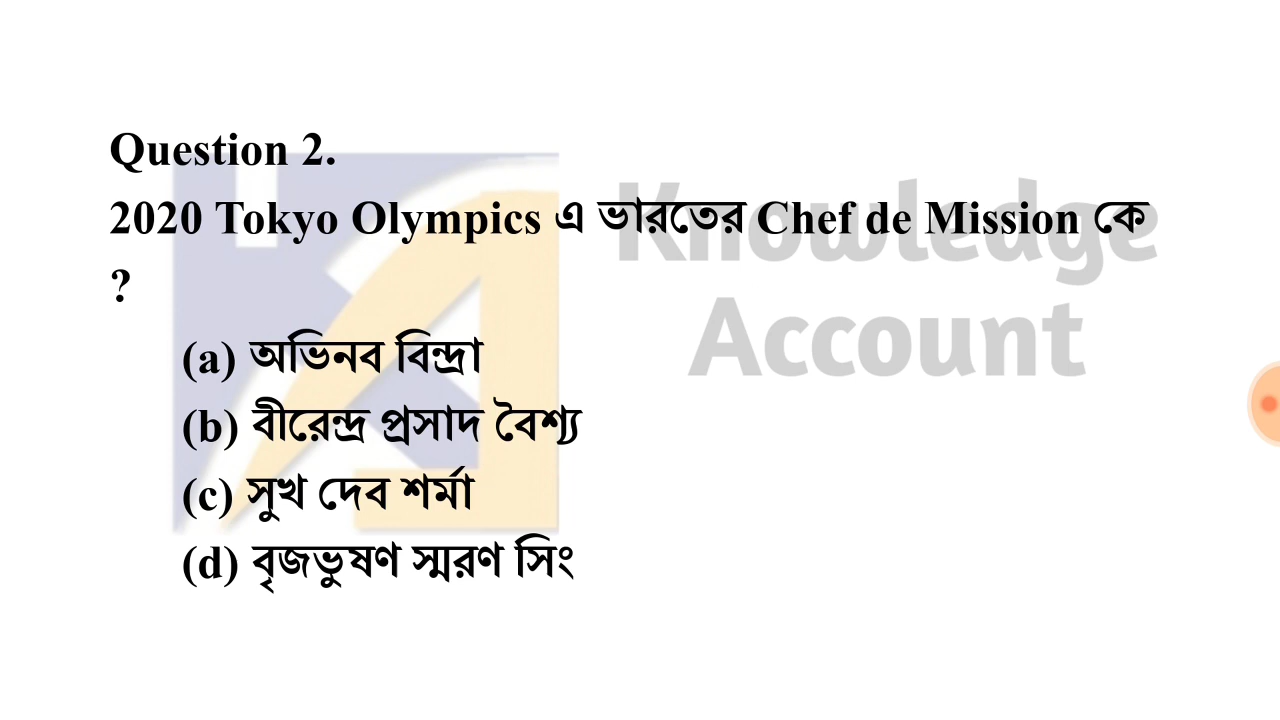 Question 2.
2020 Tokyo Olympics এ ভারতের Chef de Mission কে
?
(a) অভিনব বিন্দ্রা
(b) বীরেন্দ্র প্রসাদ বৈশ্য
(c) সুখ দেব শর্মা
(d) বৃজভুষণ স্মরণ সিং
Knowledge
Account